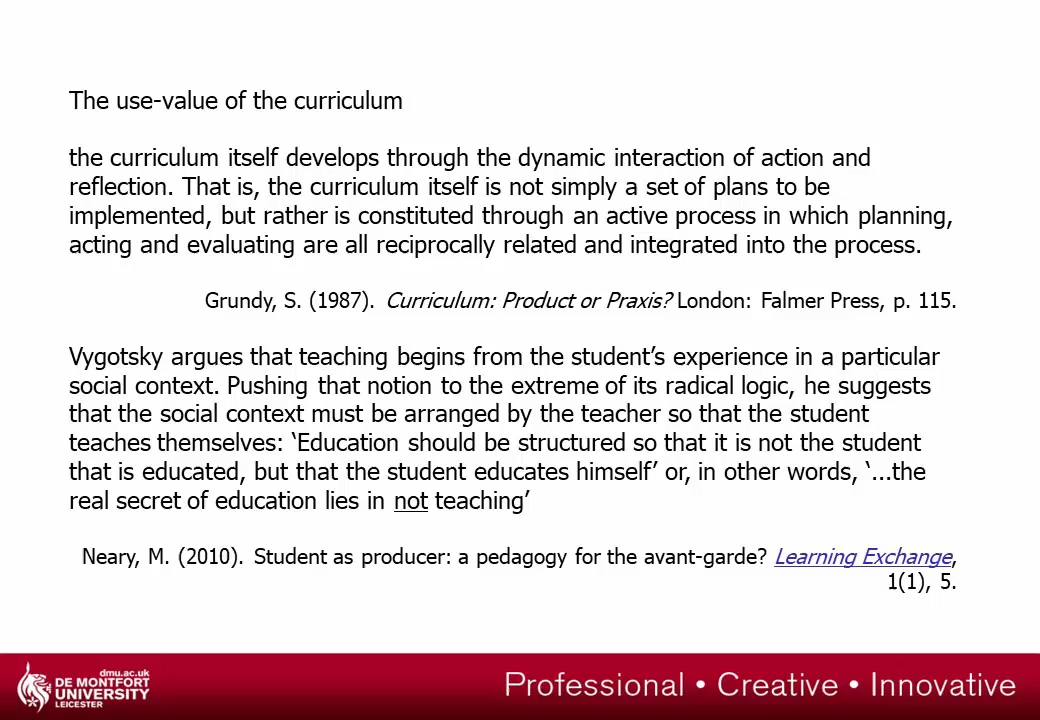 The use-value of the curriculum
the curriculum itself develops through the dynamic interaction of action and
reflection. That is, the curriculum itself is not simply a set of plans to be
implemented, but rather is constituted through an active process in which planning,
acting and evaluating are all reciprocally related and integrated into the process.
Grundy, S. (1987). Curriculum: Product or Praxis? London: Falmer Press, p. 115.
Vygotsky argues that teaching begins from the student’s experience in a particular
social context. Pushing that notion to the extreme of its radical logic, he suggests
that the social context must be arranged by the teacher so that the student
teaches themselves: ‘Education should be structured so that it is not the student
that is educated, but that the student educates himself’ or, in other words, ‘...the
real secret of education lies in not teaching’
Neary, M. (2010). Student as producer: a pedagogy for the avant-garde? Learning Exchange,
1(1), 5.
dmu.ac.uk
DE MONTFORT
UNIVERSITY
LEICESTER
Professional • Creative • Innovative